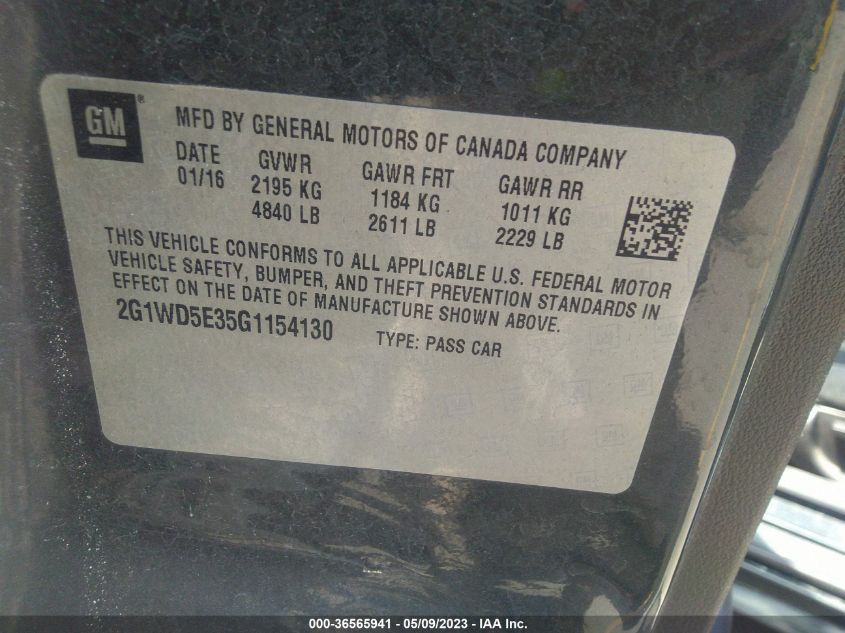 GM®
MFD BY GENERAL MOTORS OF CANADA COMPANY
DATE GVWR GAWR FRT GAWR RR
01/16 2195 KG 1184 KG 1011 KG
4840 LB 2611 LB 2229 LB
THIS VEHICLE CONFORMS TO ALL APPLICABLE U.S. FEDERAL MOTOR
VEHICLE SAFETY, BUMPER, AND THEFT PREVENTION STANDARDS IN
EFFECT ON THE DATE OF MANUFACTURE SHOWN ABOVE.
2G1WD5E35G1154130 TYPE: PASS CAR
000-36565941 / 05/09/2023 - IAA Inc.